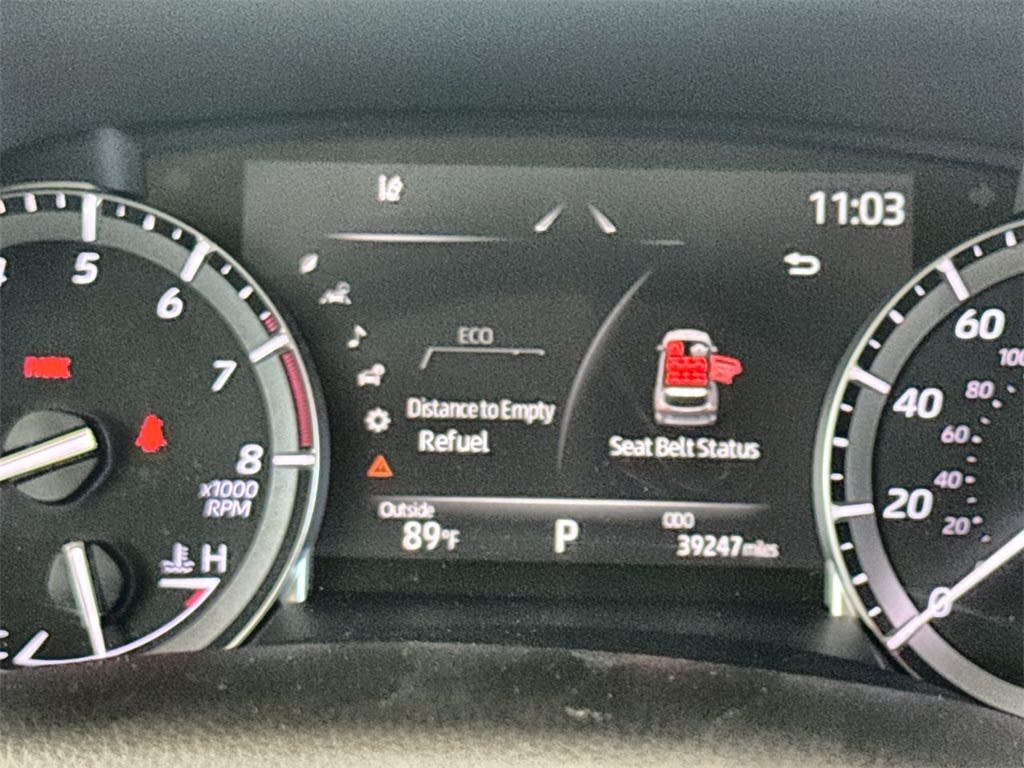 11:03
5
6
7
8
x1000
RPM
H
ECO
Distance to Empty
Refuel
Seat Belt Status
Outside
89°F
P
ODO
39247 miles
60
40
20
0
100
80
60
40
20